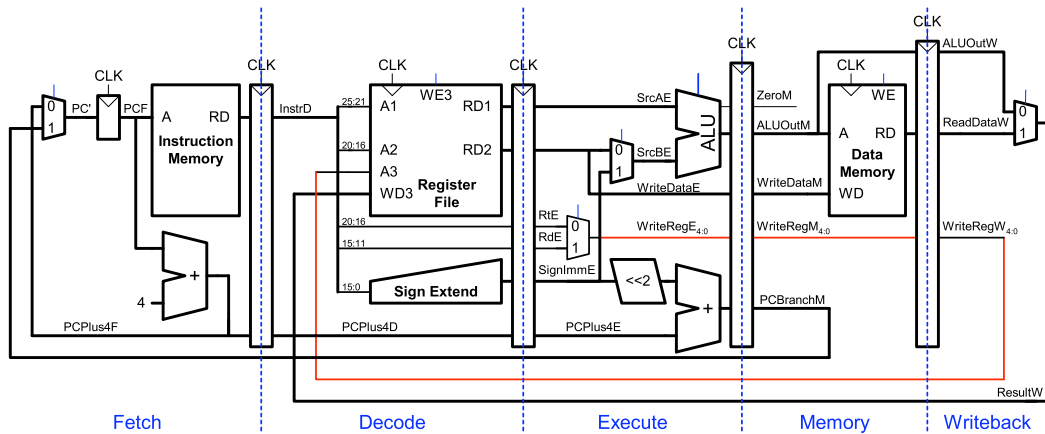 CLK
ALUOutW
CLK
CLK
CLK
CLK
CLK
CLK
CLK
0
1
PC'
PCF
A RD
Instruction
Memory
InstrD
25:21
A1
WE3
RD1
SrcAE
ZeroM
WE
0
1
20:16
A2
RD2
0
1
SrcBE
ALU
ALUOutM
A RD
Data
Memory
ReadDataW
A3
WD3
Register
File
WriteDataE
WriteDataM
WD
20:16
RtE
0
WriteRegE4:0
WriteRegM4:0
WriteRegW4:0
15:11
RdE
1
15:0
Sign Extend
SignImmE
<<2
+
4
+
PCBranchM
PCPlus4F
PCPlus4D
PCPlus4E
ResultW
Fetch
Decode
Execute
Memory
Writeback